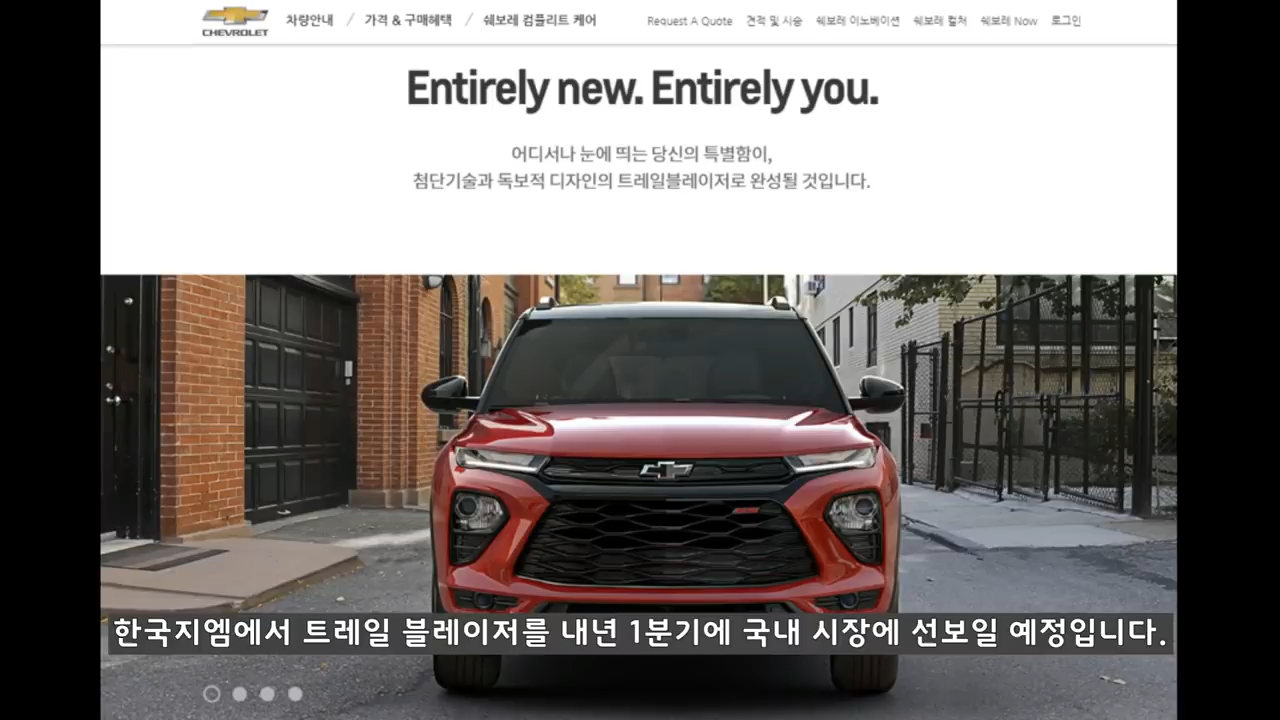 CHEVROLET
차량안내 / 가격 & 구매혜택 / 쉐보레 컴플리트 케어
Request A Quote 견적 및 시승 쉐보레 이노베이션 쉐보레 컬처 쉐보레 Now 로그인
Entirely new. Entirely you.
어디서나 눈에 띄는 당신의 특별함이,
첨단기술과 독보적 디자인의 트레일블레이저로 완성될 것입니다.
RS
한국지엠에서 트레일 블레이저를 내년 1분기에 국내 시장에 선보일 예정입니다.